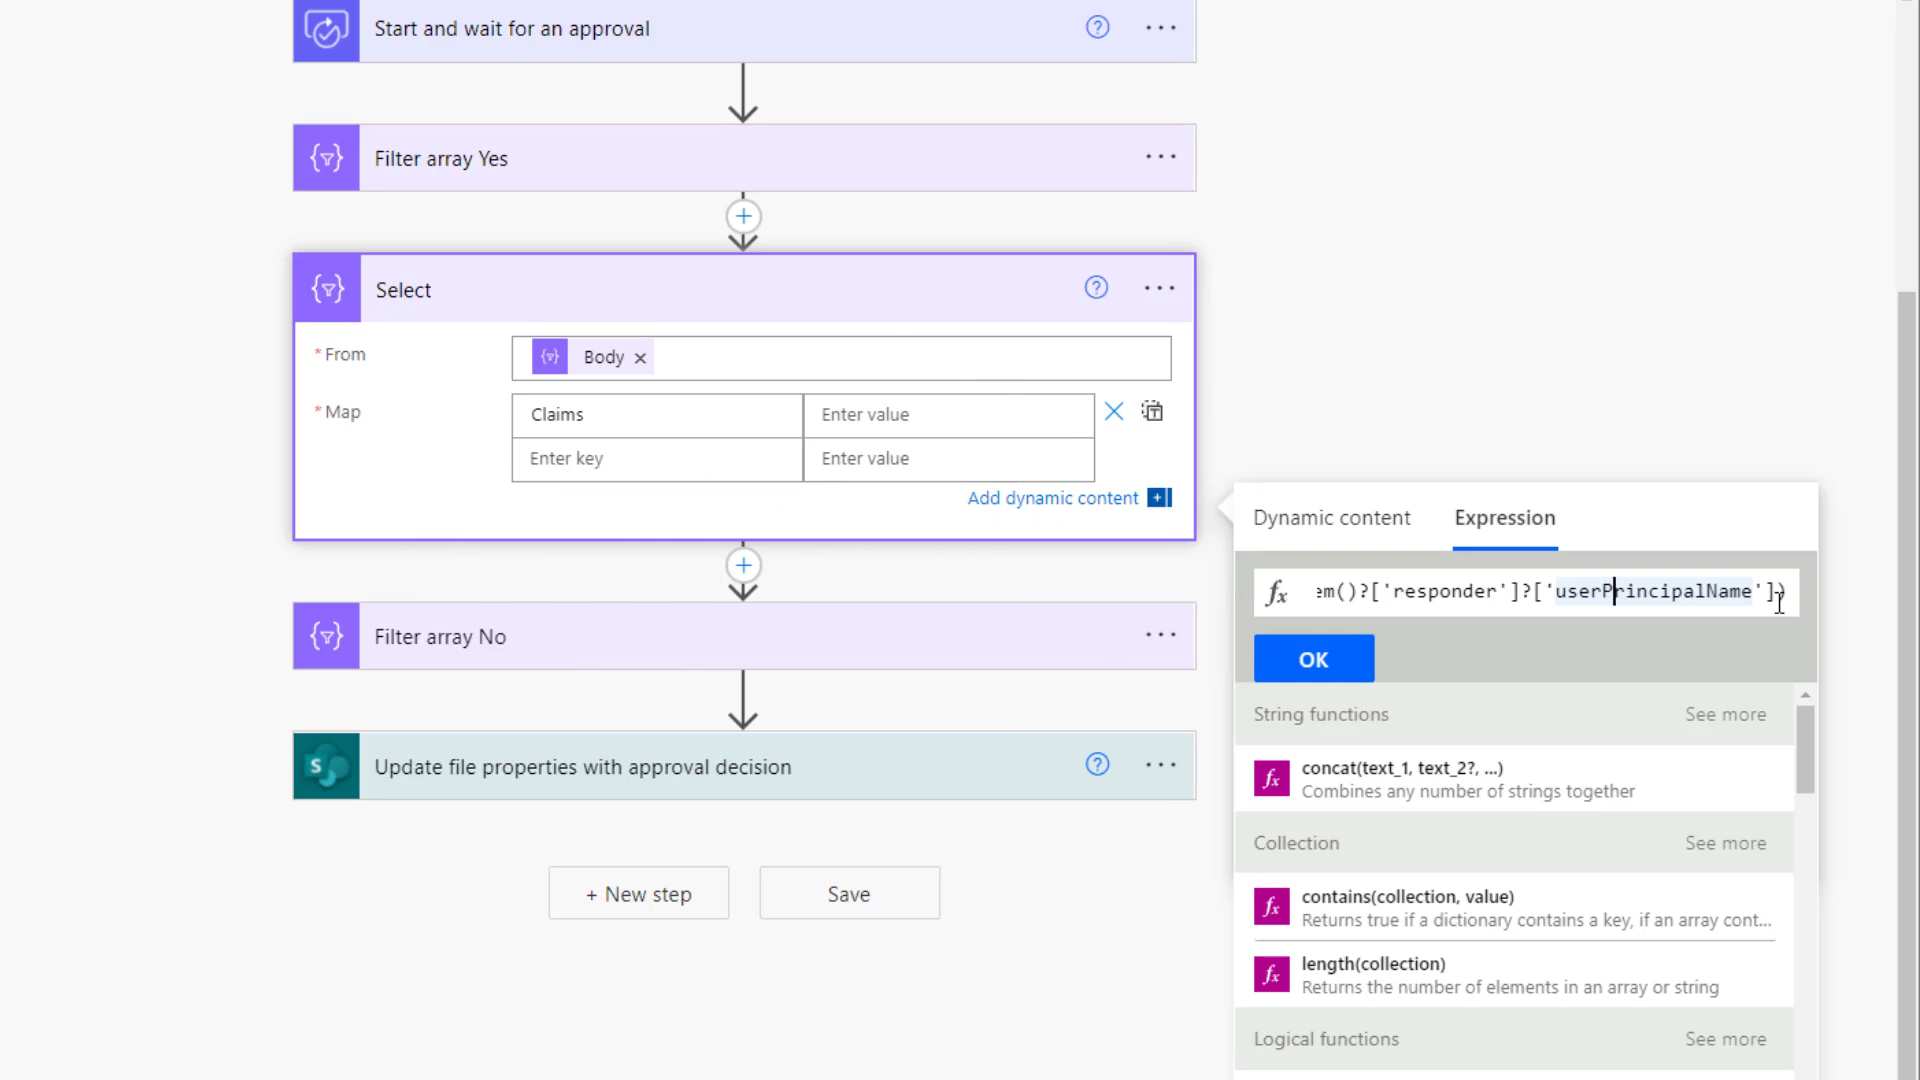 Start and wait for an approval
Filter array Yes
Select
* From
Body
* Map
Claims
Enter value
Enter key
Enter value
Add dynamic content
Filter array No
Update file properties with approval decision
+ New step
Save
Dynamic content
Expression
fx
em()?['responder']?['userPrincipalName'])
OK
String functions
See more
fx
concat(text_1, text_2?, ...)
Combines any number of strings together
Collection
See more
fx
contains(collection, value)
Returns true if a dictionary contains a key, if an array cont...
fx
length(collection)
Returns the number of elements in an array or string
Logical functions
See more